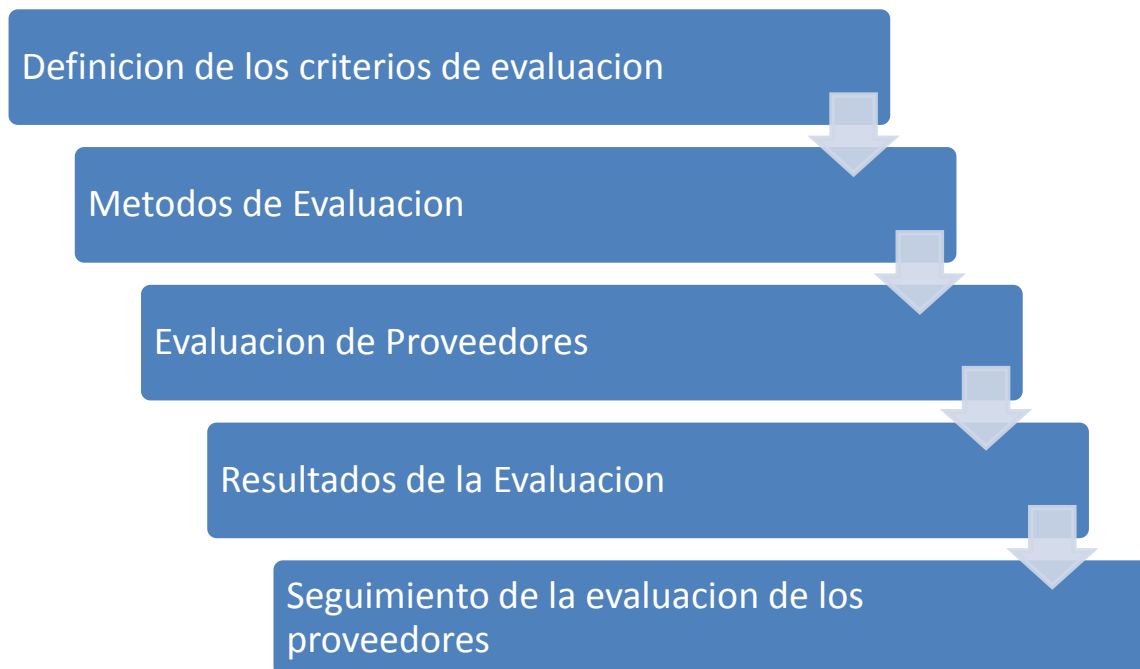 Definicion de los criterios de evaluacion
Metodos de Evaluacion
Evaluacion de Proveedores
Resultados de la Evaluacion
Seguimiento de la evaluacion de los
proveedores